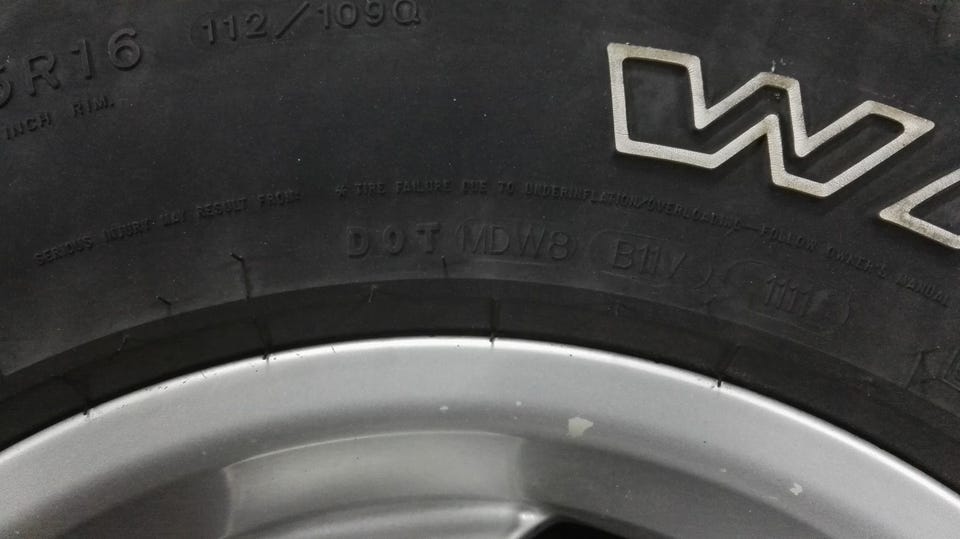 5R16 112/109Q
INCH RIM.
W
SERIOUS INJURY MAY RESULT FROM: * TIRE FAILURE DUE TO UNDERINFLATION/OVERLOADING—FOLLOW OWNER'S MANUAL
DOT MDW8 B11V 1111